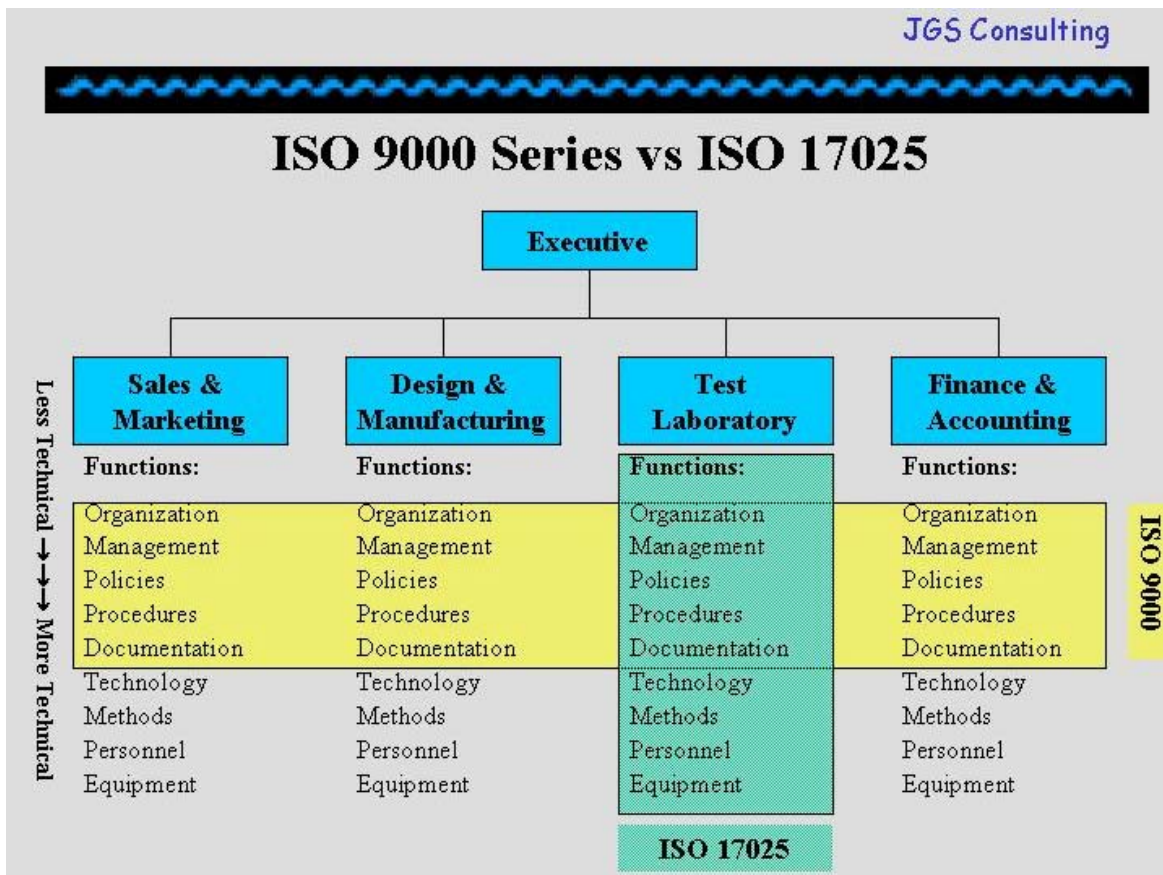 JGS Consulting
ISO 9000 Series vs ISO 17025
Executive
Sales &
Marketing
Design &
Manufacturing
Test
Laboratory
Finance &
Accounting
Less Technical →→→ More Technical
Functions:
Organization
Management
Policies
Procedures
Documentation
Technology
Methods
Personnel
Equipment
Functions:
Organization
Management
Policies
Procedures
Documentation
Technology
Methods
Personnel
Equipment
Functions:
Organization
Management
Policies
Procedures
Documentation
Technology
Methods
Personnel
Equipment
Functions:
Organization
Management
Policies
Procedures
Documentation
Technology
Methods
Personnel
Equipment
ISO 9000
ISO 17025